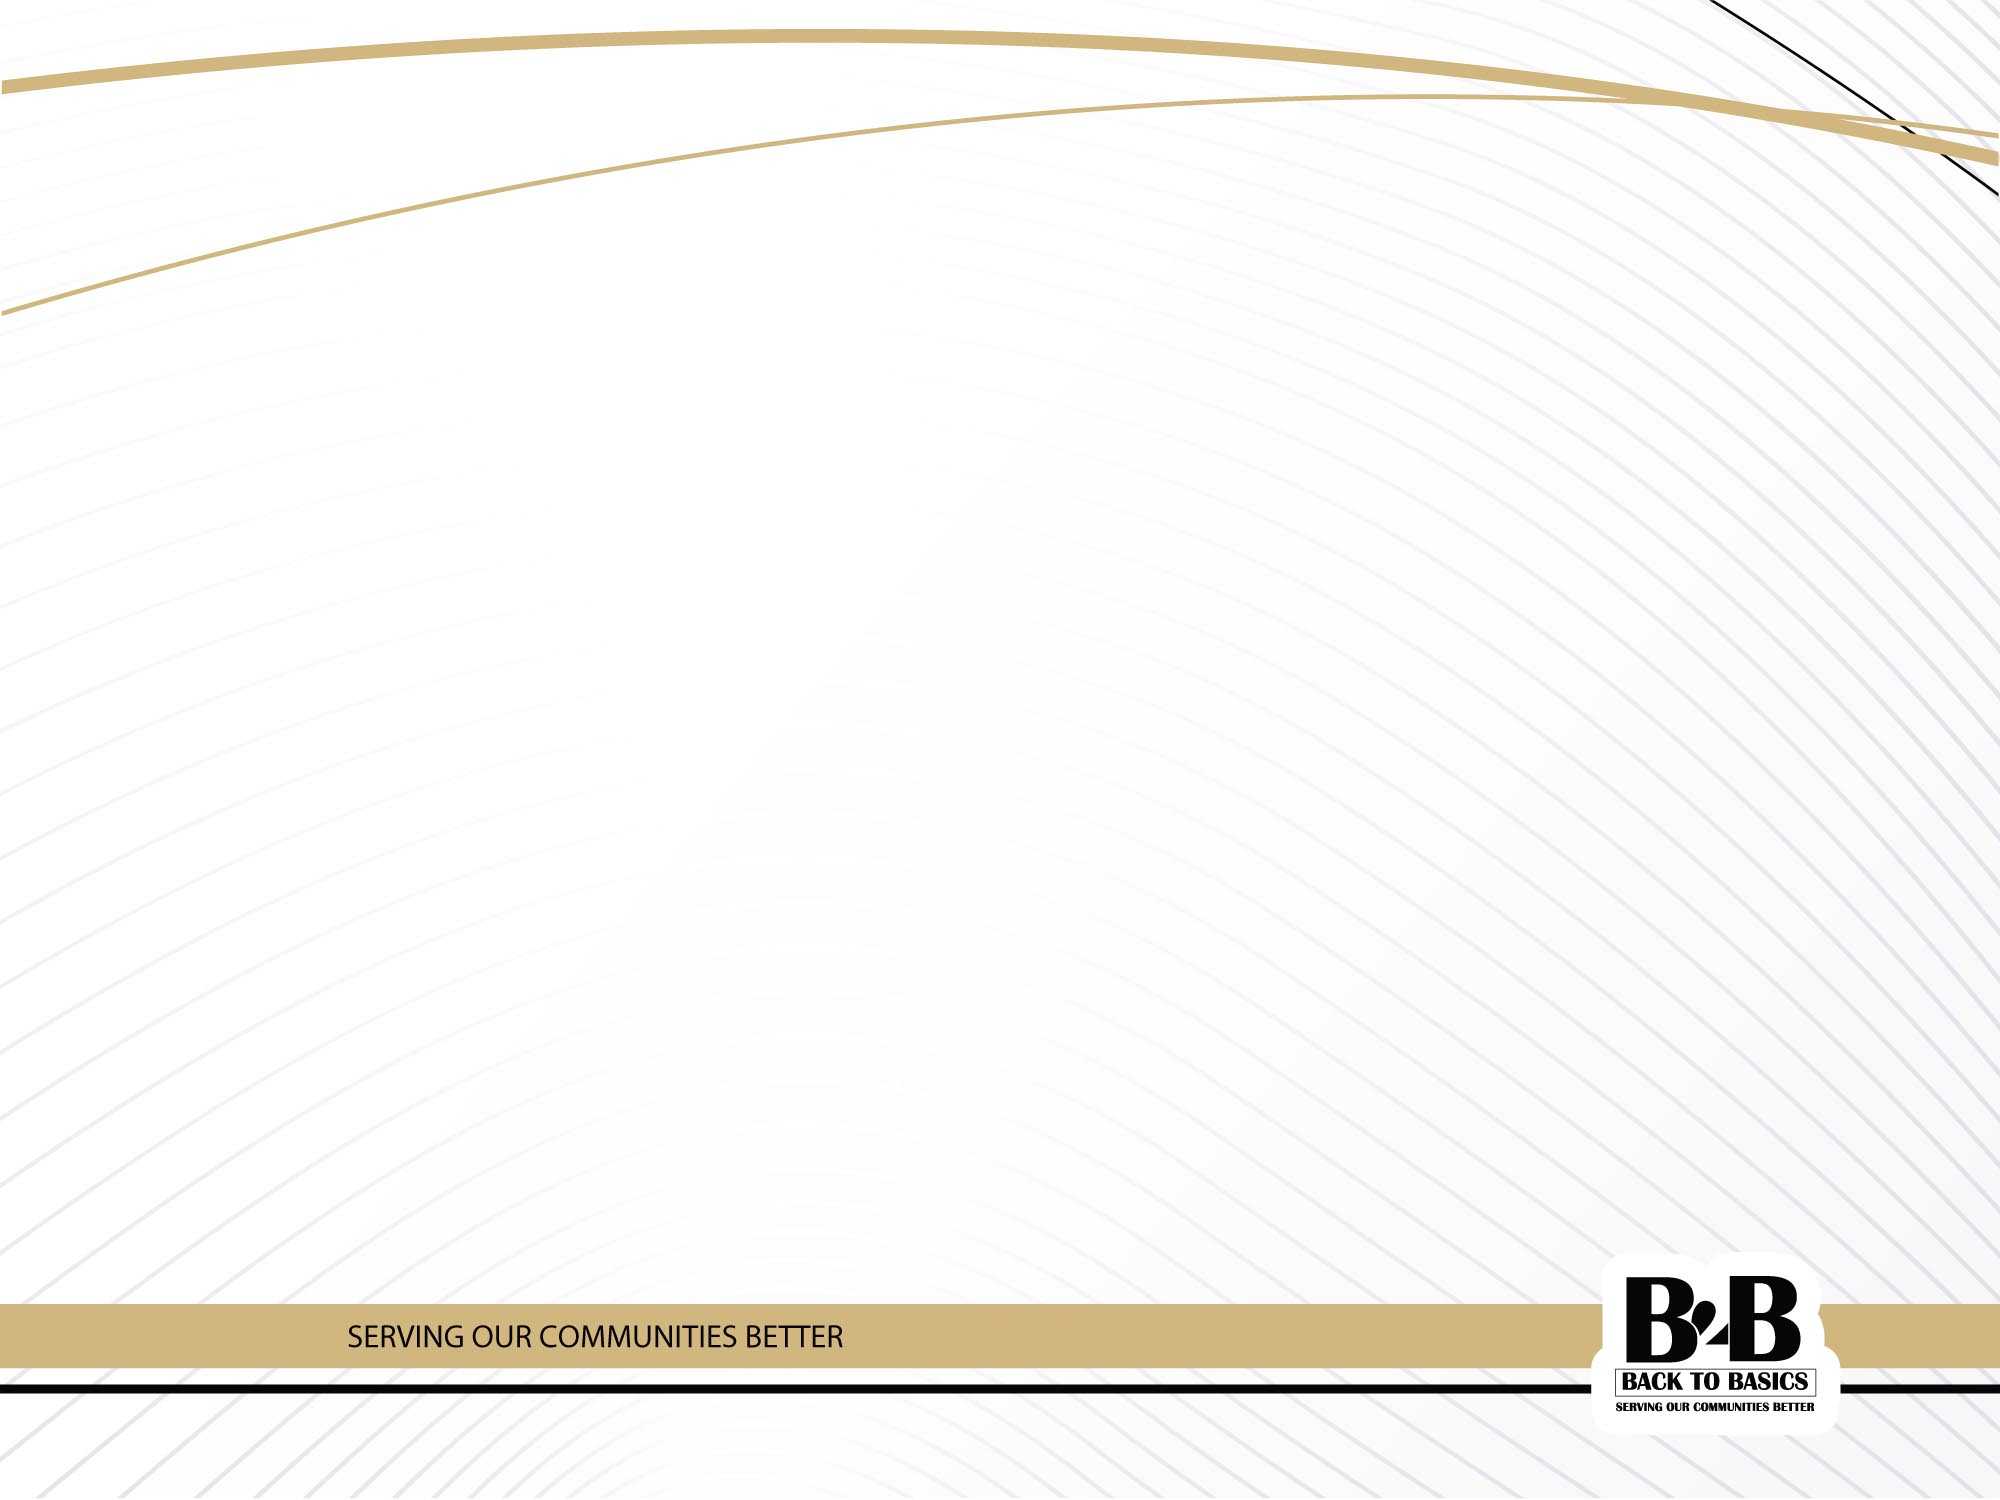 SERVING OUR COMMUNITIES BETTER
B2B
BACK TO BASICS
SERVING OUR COMMUNITIES BETTER